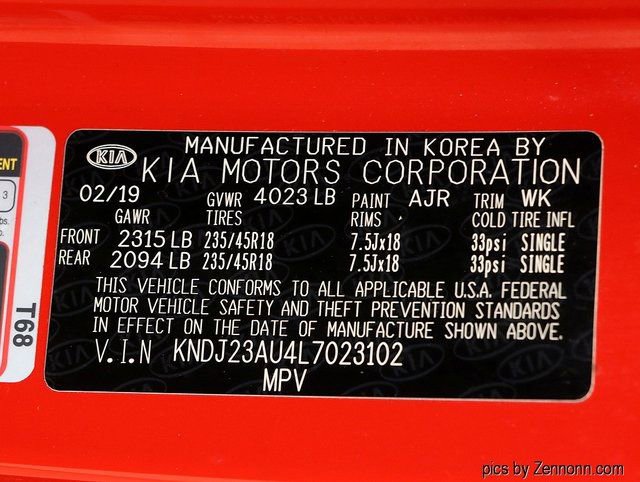 MANUFACTURED IN KOREA BY
KIA KIA MOTORS CORPORATION
02/19 GVWR 4023 LB PAINT AJR TRIM WK
GAWR TIRES RIMS COLD TIRE INFL
FRONT 2315 LB 235/45R18 7.5Jx18 33psi SINGLE
REAR 2094 LB 235/45R18 7.5Jx18 33psi SINGLE
THIS VEHICLE CONFORMS TO ALL APPLICABLE U.S.A. FEDERAL
MOTOR VEHICLE SAFETY AND THEFT PREVENTION STANDARDS
IN EFFECT ON THE DATE OF MANUFACTURE SHOWN ABOVE.
V.I.N KNDJ23AU4L7023102
MPV
T68
3
pics by Zennonn.com